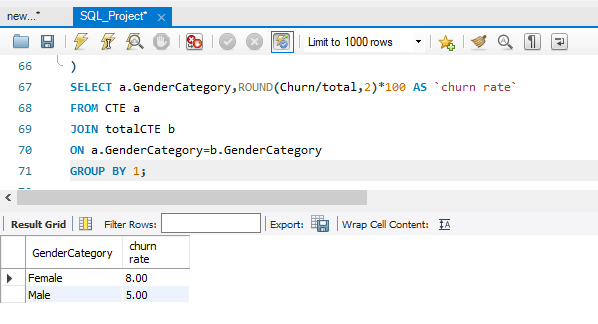 new...* SQL_Project* ×
Limit to 1000 rows
66 )
67 SELECT a.GenderCategory,ROUND(Churn/total,2)*100 AS `churn rate`
68 FROM CTE a
69 JOIN totalCTE b
70 ON a.GenderCategory=b.GenderCategory
71 GROUP BY 1;
Result Grid Filter Rows: Export: Wrap Cell Content:
GenderCategory churn
rate
Female 8.00
Male 5.00